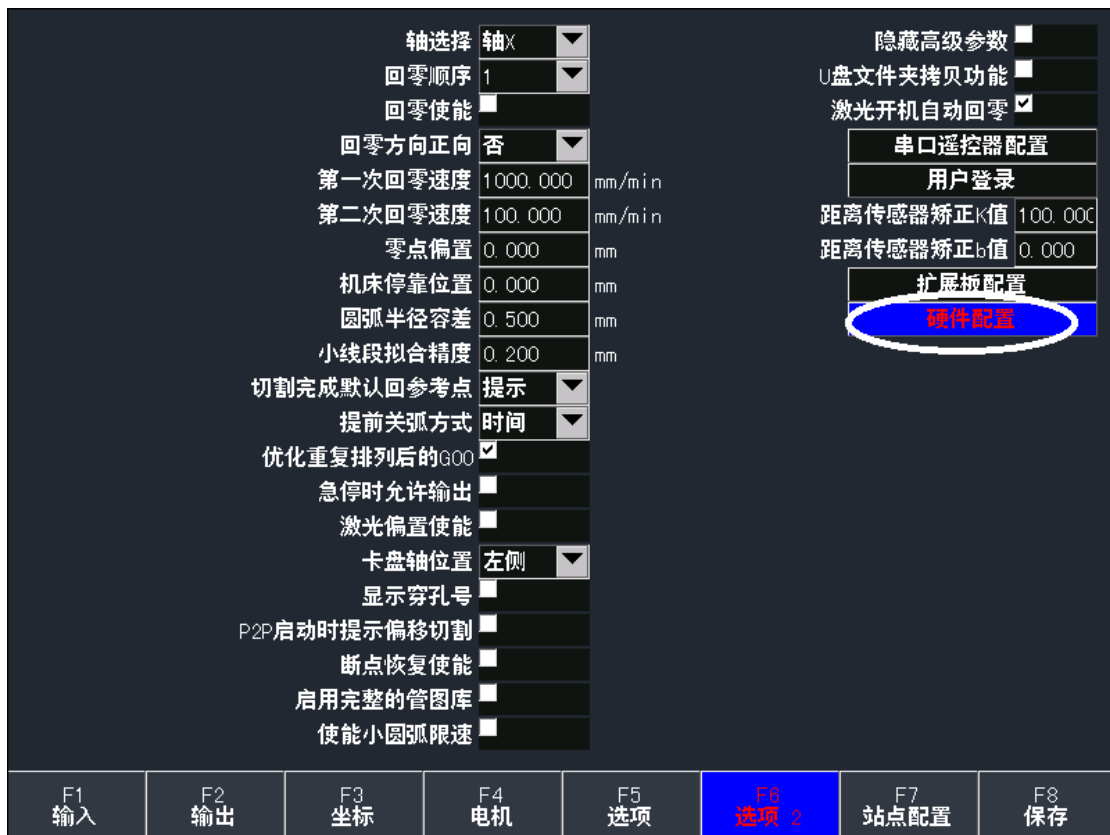 轴选择 轴X
回零顺序 1
回零使能
回零方向正向 否
第一次回零速度 1000.000 mm/min
第二次回零速度 100.000 mm/min
零点偏置 0.000 mm
机床停靠位置 0.000 mm
圆弧半径容差 0.500 mm
小线段拟合精度 0.200 mm
切割完成默认回参考点 提示
提前关弧方式 时间
优化重复排列后的G00
急停时允许输出
激光偏置使能
卡盘轴位置 左侧
显示穿孔号
P2P启动时提示偏移切割
断点恢复使能
启用完整的管图库
使能小圆弧限速
隐藏高级参数
U盘文件夹拷贝功能
激光开机自动回零
串口遥控器配置
用户登录
距离传感器矫正K值 100.000
距离传感器矫正b值 0.000
扩展板配置
硬件配置
F1 F2 F3 F4 F5 F6 F7 F8
输入 输出 坐标 电机 选项 选项 2 站点配置 保存